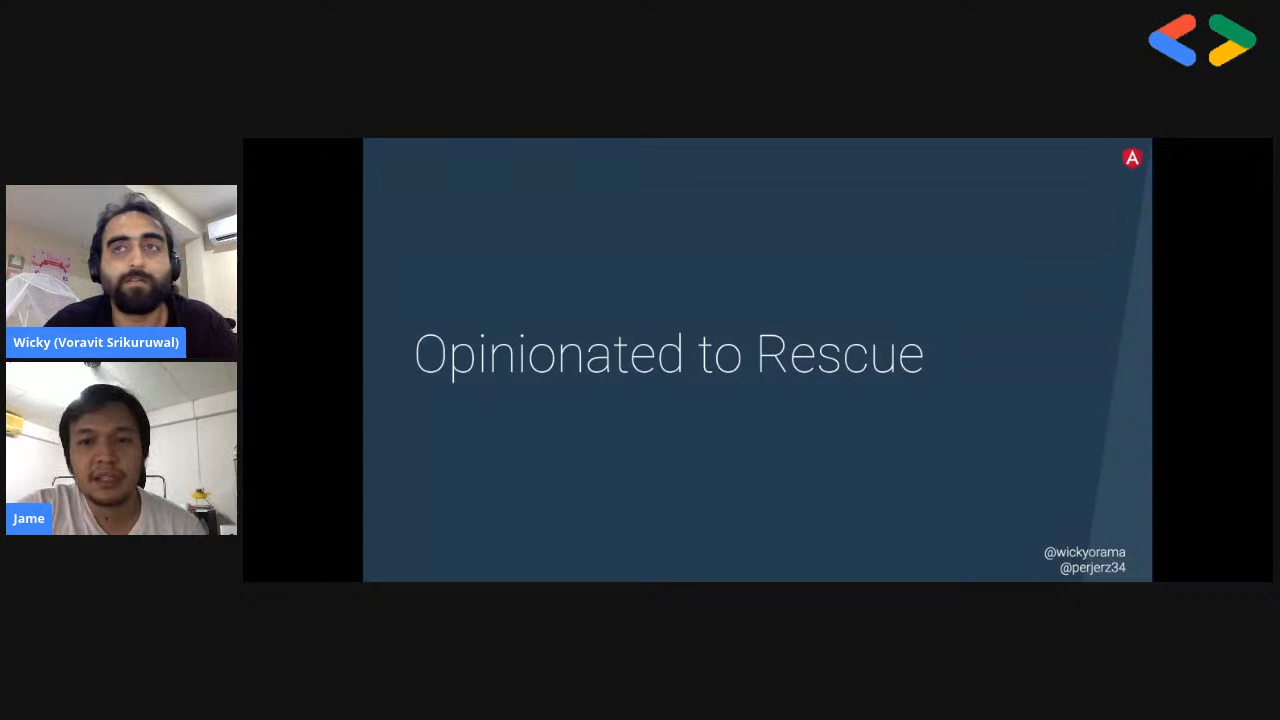 Wicky (Voravit Srikuruwal)
Jame
A
Opinionated to Rescue
@wickyorama
@perjerz34